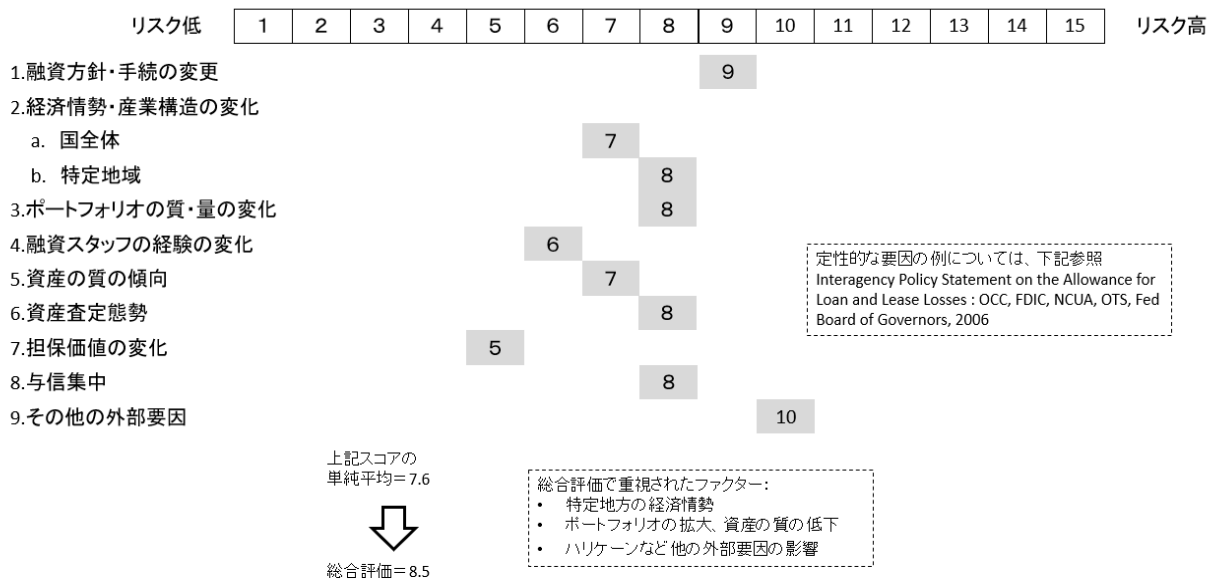 リスク低 1 2 3 4 5 6 7 8 9 10 11 12 13 14 15 リスク高
1.融資方針・手続の変更 9
2.経済情勢・産業構造の変化
a. 国全体 7
b. 特定地域 8
3.ポートフォリオの質・量の変化 8
4.融資スタッフの経験の変化 6
5.資産の質の傾向 7
6.資産査定態勢 8
7.担保価値の変化 5
8.与信集中 8
9.その他の外部要因 10
定性的な要因の例については、下記参照
Interagency Policy Statement on the Allowance for
Loan and Lease Losses : OCC, FDIC, NCUA, OTS, Fed
Board of Governors, 2006
上記スコアの
単純平均=7.6
総合評価=8.5
総合評価で重視されたファクター:
• 特定地方の経済情勢
• ポートフォリオの拡大、資産の質の低下
• ハリケーンなど他の外部要因の影響